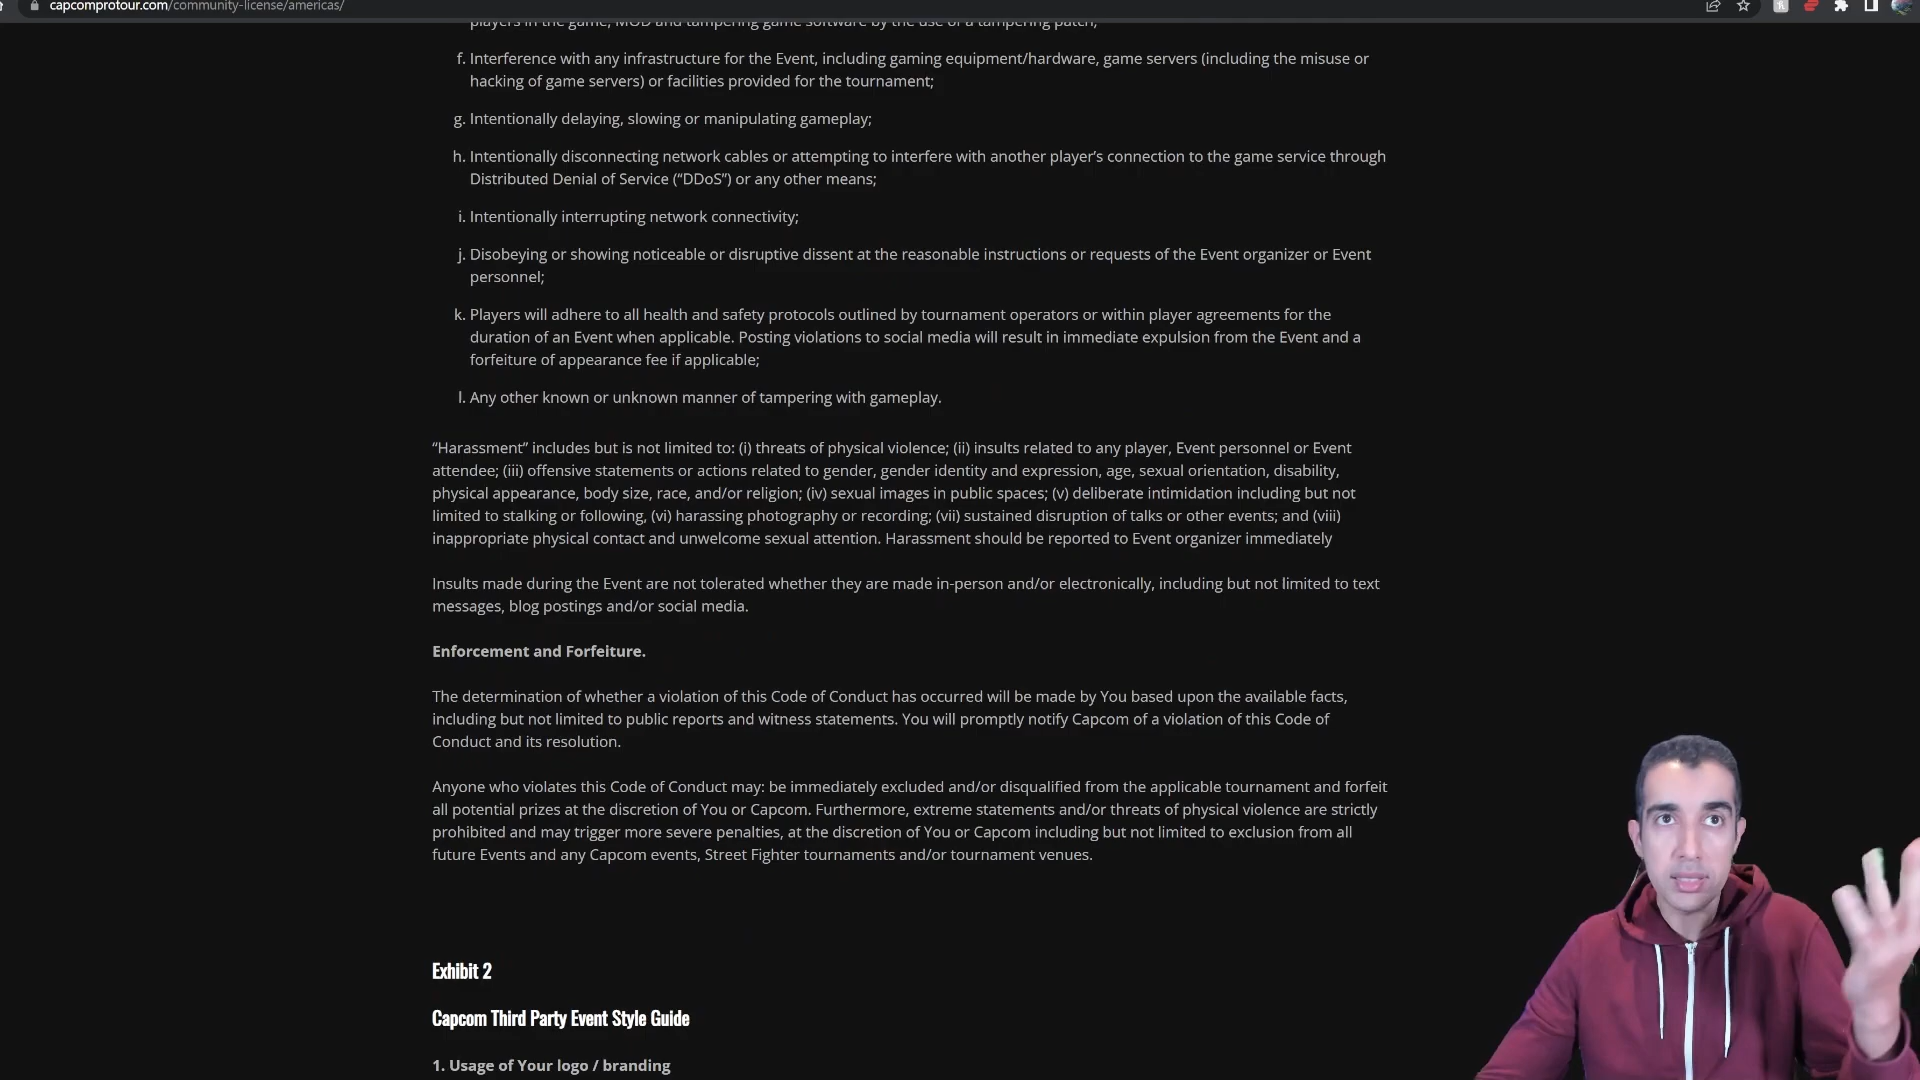 capcomprotour.com/community-license/americas/
players in the game, MOD and tampering game software by the use of a tampering patch;
f. Interference with any infrastructure for the Event, including gaming equipment/hardware, game servers (including the misuse or
hacking of game servers) or facilities provided for the tournament;
g. Intentionally delaying, slowing or manipulating gameplay;
h. Intentionally disconnecting network cables or attempting to interfere with another player’s connection to the game service through
Distributed Denial of Service (“DDoS”) or any other means;
i. Intentionally interrupting network connectivity;
j. Disobeying or showing noticeable or disruptive dissent at the reasonable instructions or requests of the Event organizer or Event
personnel;
k. Players will adhere to all health and safety protocols outlined by tournament operators or within player agreements for the
duration of an Event when applicable. Posting violations to social media will result in immediate expulsion from the Event and a
forfeiture of appearance fee if applicable;
l. Any other known or unknown manner of tampering with gameplay.
“Harassment” includes but is not limited to: (i) threats of physical violence; (ii) insults related to any player, Event personnel or Event
attendee; (iii) offensive statements or actions related to gender, gender identity and expression, age, sexual orientation, disability,
physical appearance, body size, race, and/or religion; (iv) sexual images in public spaces; (v) deliberate intimidation including but not
limited to stalking or following, (vi) harassing photography or recording; (vii) sustained disruption of talks or other events; and (viii)
inappropriate physical contact and unwelcome sexual attention. Harassment should be reported to Event organizer immediately
Insults made during the Event are not tolerated whether they are made in-person and/or electronically, including but not limited to text
messages, blog postings and/or social media.
Enforcement and Forfeiture.
The determination of whether a violation of this Code of Conduct has occurred will be made by You based upon the available facts,
including but not limited to public reports and witness statements. You will promptly notify Capcom of a violation of this Code of
Conduct and its resolution.
Anyone who violates this Code of Conduct may: be immediately excluded and/or disqualified from the applicable tournament and forfeit
all potential prizes at the discretion of You or Capcom. Furthermore, extreme statements and/or threats of physical violence are strictly
prohibited and may trigger more severe penalties, at the discretion of You or Capcom including but not limited to exclusion from all
future Events and any Capcom events, Street Fighter tournaments and/or tournament venues.
Exhibit 2
Capcom Third Party Event Style Guide
1. Usage of Your logo / branding